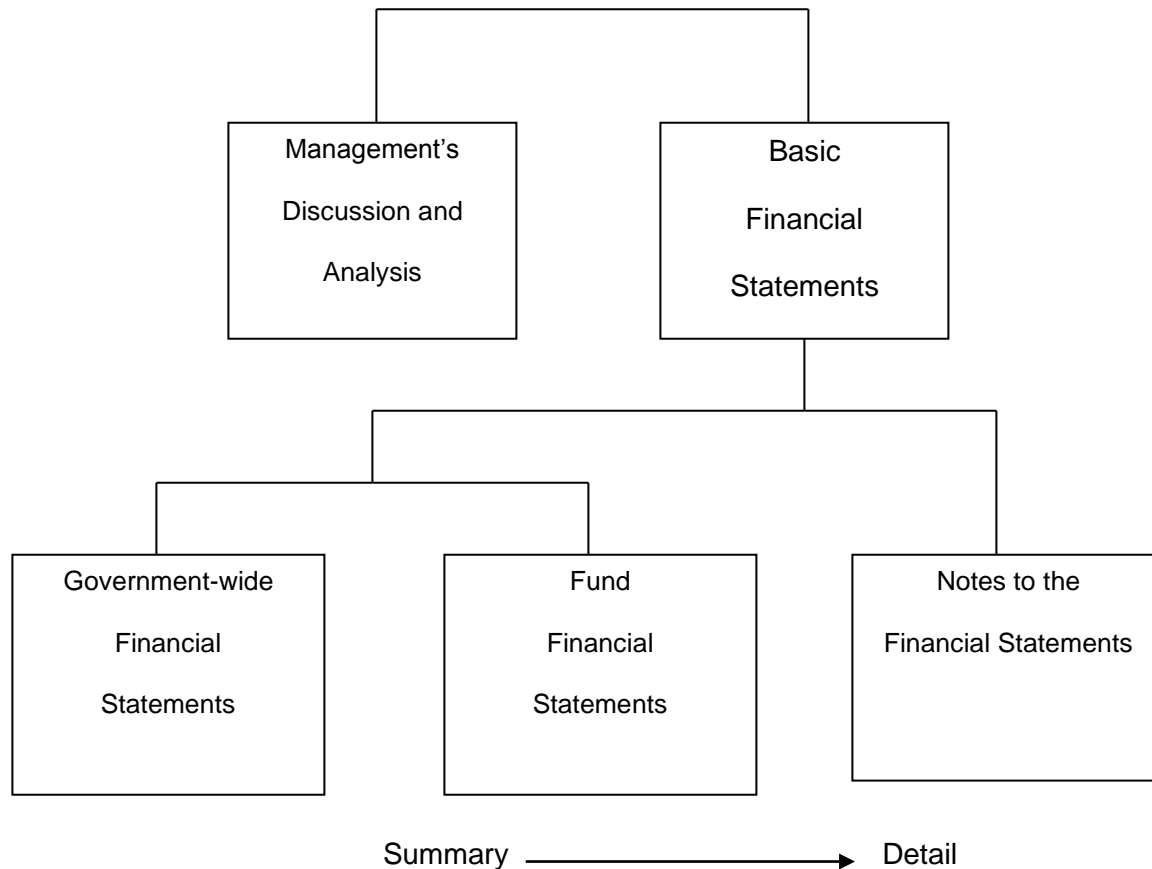 Management’s
Discussion and
Analysis
Basic
Financial
Statements
Government-wide
Financial
Statements
Fund
Financial
Statements
Notes to the
Financial Statements
Summary
Detail